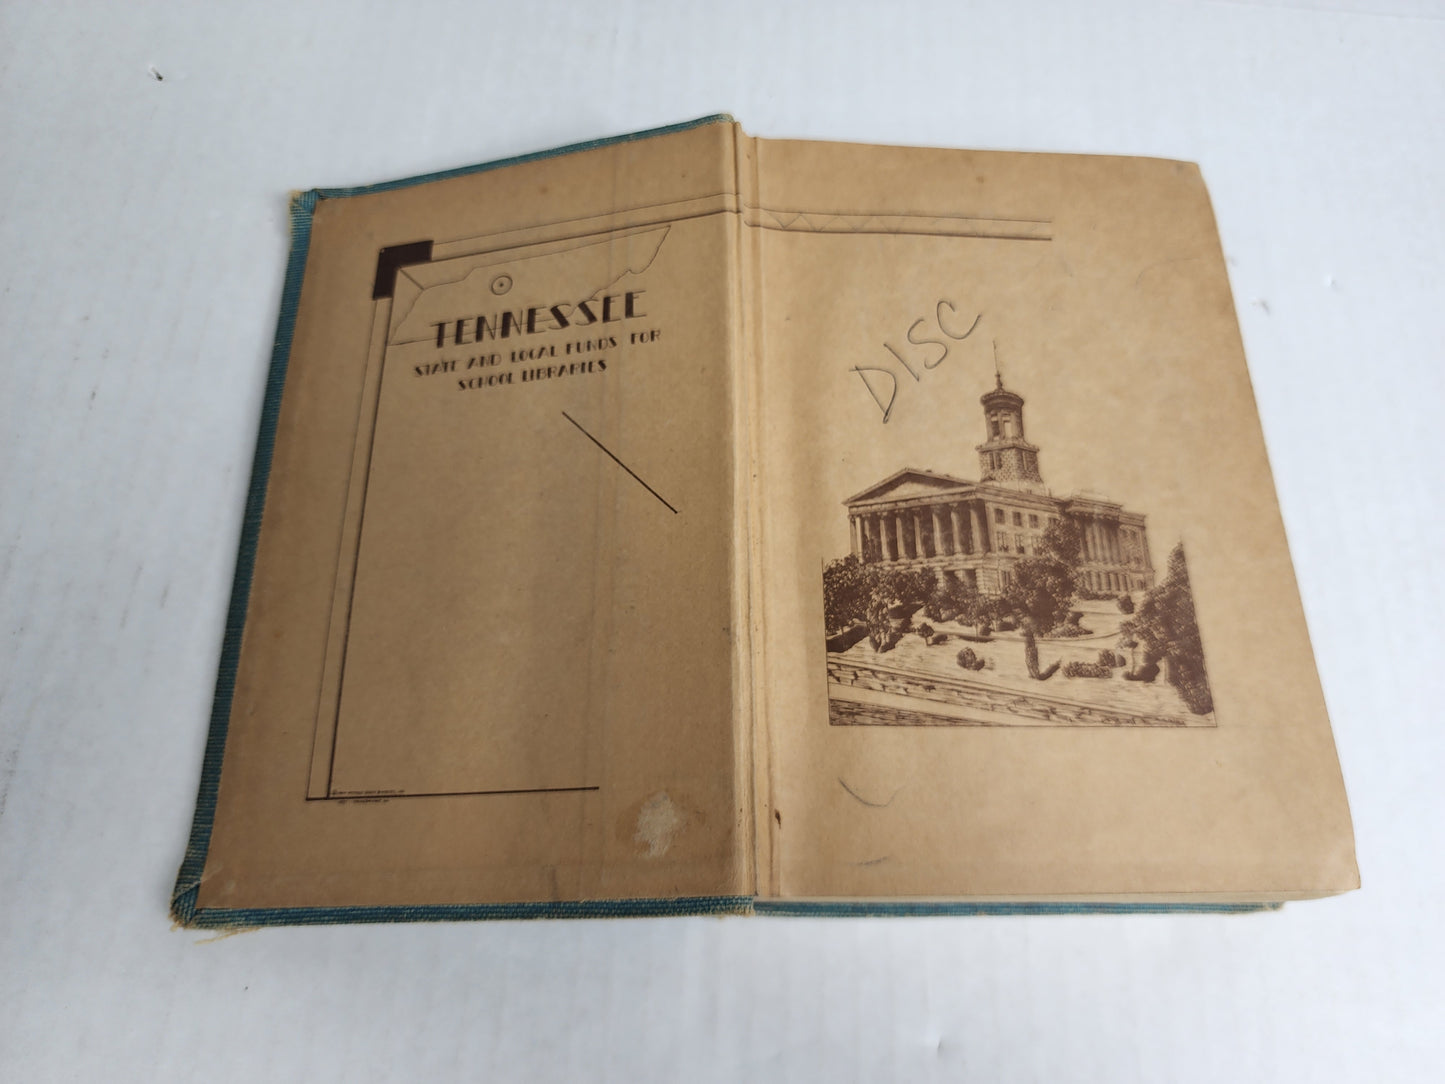 TENNESSEE
STATE AND LOCAL FUNDS FOR
SCHOOL LIBRARIES
DISC